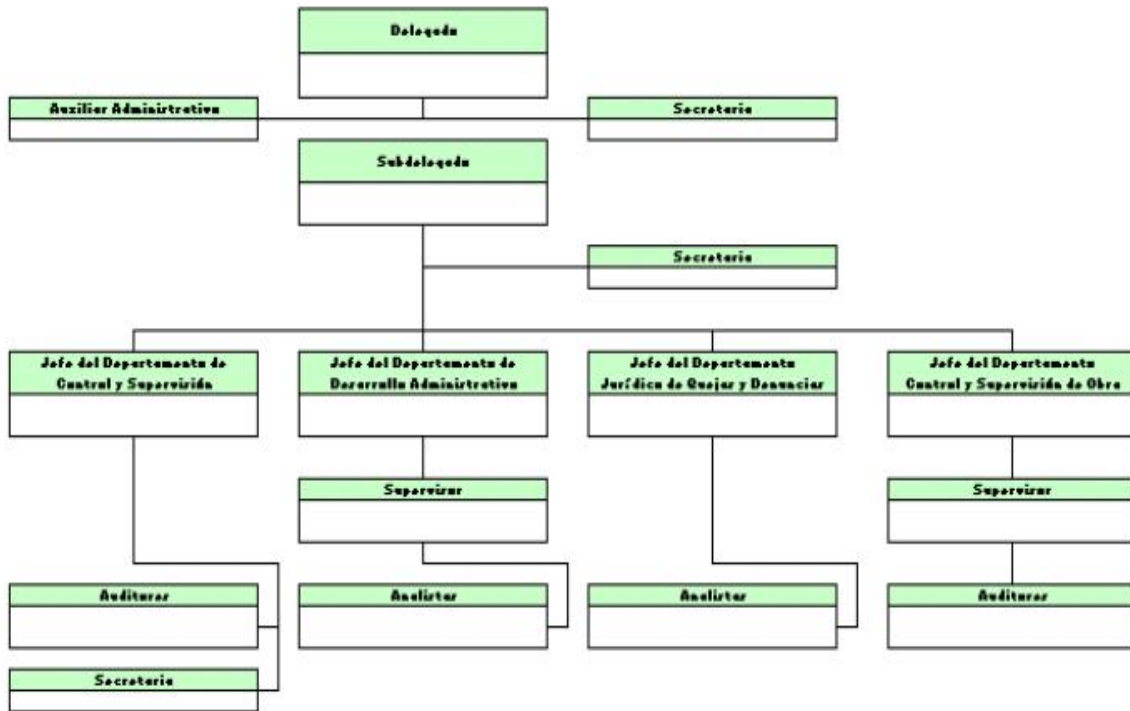 Delegado
Auxiliar Administrativo
Secretaria
Subdelegado
Secretaria
Jefe del Departamento de
Control y Supervisión
Jefe del Departamento de
Desarrollo Administrativo
Jefe del Departamento
Jurídico de Quejas y Denuncias
Jefe del Departamento
Control y Supervisión de Obra
Supervisor
Supervisor
Auditores
Analistas
Analistas
Auditores
Secretaria